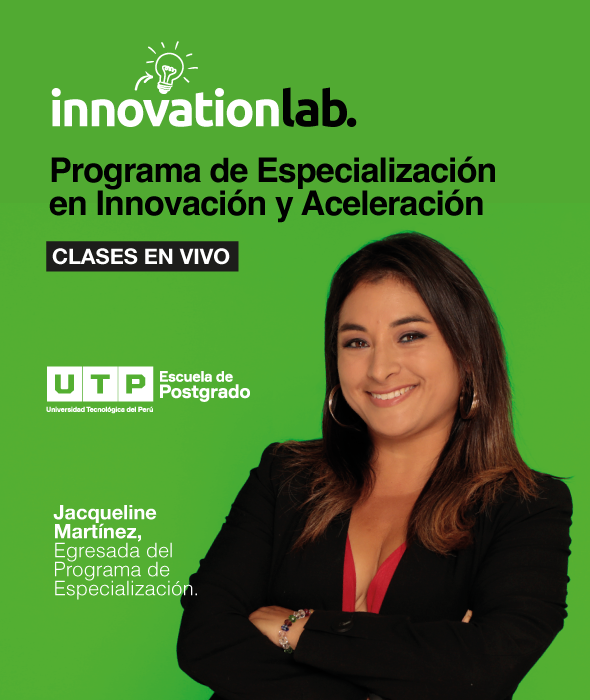 innovationlab.
Programa de Especialización
en Innovación y Aceleración
CLASES EN VIVO
UTP Escuela de
Postgrado
Universidad Tecnológica del Perú
Jacqueline
Martínez,
Egresada del
Programa de
Especialización.